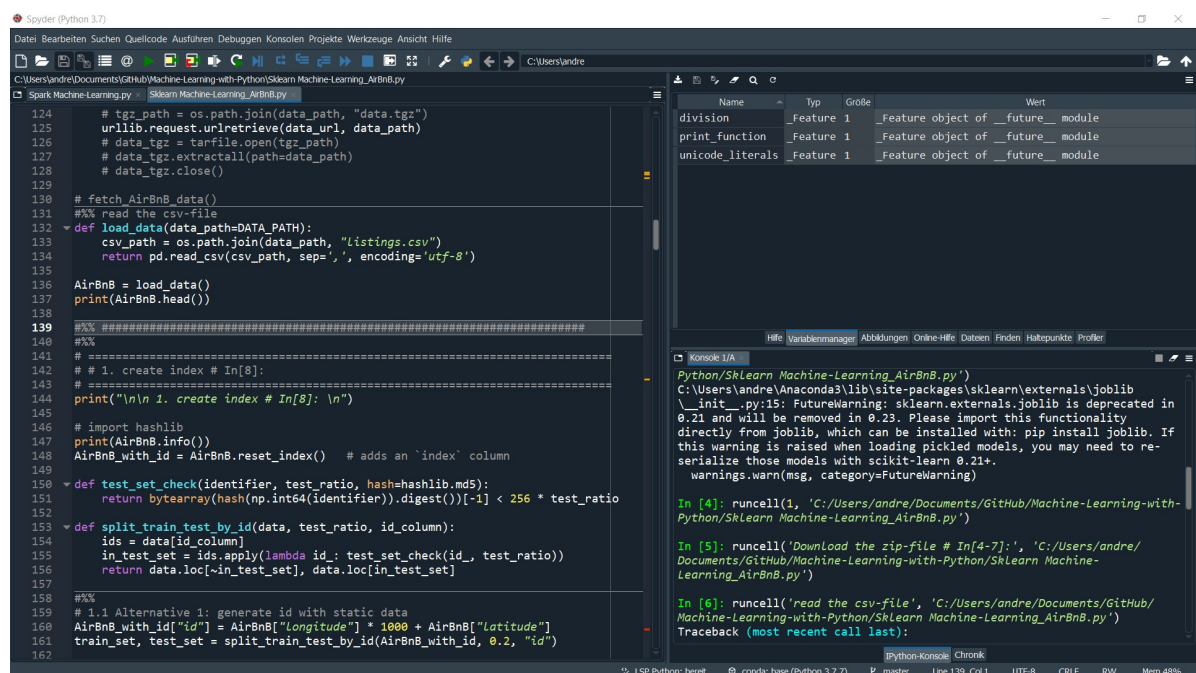 Spyder (Python 3.7)
Datei Bearbeiten Suchen Quellcode Ausführen Debuggen Konsolen Projekte Werkzeuge Ansicht Hilfe
C:\Users\andre
C:\Users\andre\Documents\GitHub\Machine-Learning-with-Python\Sklearn Machine-Learning_AirBnB.py
Spark Machine-Learning.py Sklearn Machine-Learning_AirBnB.py
124 # tgz_path = os.path.join(data_path, "data.tgz")
125 urllib.request.urlretrieve(data_url, data_path)
126 # data_tgz = tarfile.open(tgz_path)
127 # data_tgz.extractall(path=data_path)
128 # data_tgz.close()
129
130 # fetch_AirBnB_data()
131 #%% read the csv-file
132 def load_data(data_path=DATA_PATH):
133 csv_path = os.path.join(data_path, "listings.csv")
134 return pd.read_csv(csv_path, sep=',', encoding='utf-8')
135
136 AirBnB = load_data()
137 print(AirBnB.head())
138
139 #%% #######################################################################
140 #%%
141 # =============================================================================
142 # # 1. create index # In[8]:
143 # =============================================================================
144 print("\n\n 1. create index # In[8]: \n")
145
146 # import hashlib
147 print(AirBnB.info())
148 AirBnB_with_id = AirBnB.reset_index() # adds an `index` column
149
150 def test_set_check(identifier, test_ratio, hash=hashlib.md5):
151 return bytearray(hash(np.int64(identifier)).digest())[-1] < 256 * test_ratio
152
153 def split_train_test_by_id(data, test_ratio, id_column):
154 ids = data[id_column]
155 in_test_set = ids.apply(lambda id_: test_set_check(id_, test_ratio))
156 return data.loc[~in_test_set], data.loc[in_test_set]
157
158 #%%
159 # 1.1 Alternative 1: generate id with static data
160 AirBnB_with_id["id"] = AirBnB["longitude"] * 1000 + AirBnB["latitude"]
161 train_set, test_set = split_train_test_by_id(AirBnB_with_id, 0.2, "id")
162
Name Typ Größe Wert
division _Feature 1 _Feature object of __future__ module
print_function _Feature 1 _Feature object of __future__ module
unicode_literals _Feature 1 _Feature object of __future__ module
Hilfe Variablenmanager Abbildungen Online-Hilfe Dateien Finden Haltepunkte Profiler
Konsole 1/A
Python/SkLearn Machine-Learning_AirBnB.py')
C:\Users\andre\Anaconda3\lib\site-packages\sklearn\externals\joblib
\__init__.py:15: FutureWarning: sklearn.externals.joblib is deprecated in
0.21 and will be removed in 0.23. Please import this functionality
directly from joblib, which can be installed with: pip install joblib. If
this warning is raised when loading pickled models, you may need to re-
serialize those models with scikit-learn 0.21+.
warnings.warn(msg, category=FutureWarning)
In [4]: runcell(1, 'C:/Users/andre/Documents/GitHub/Machine-Learning-with-
Python/SkLearn Machine-Learning_AirBnB.py')
In [5]: runcell('Download the zip-file # In[4-7]:', 'C:/Users/andre/
Documents/GitHub/Machine-Learning-with-Python/SkLearn Machine-
Learning_AirBnB.py')
In [6]: runcell('read the csv-file', 'C:/Users/andre/Documents/GitHub/
Machine-Learning-with-Python/SkLearn Machine-Learning_AirBnB.py')
Traceback (most recent call last):
IPython-Konsole Chronik
LSP Python: bereit conda: base (Python 3.7.7) master Line 139, Col 1 UTF-8 CRLF RW Mem 48%